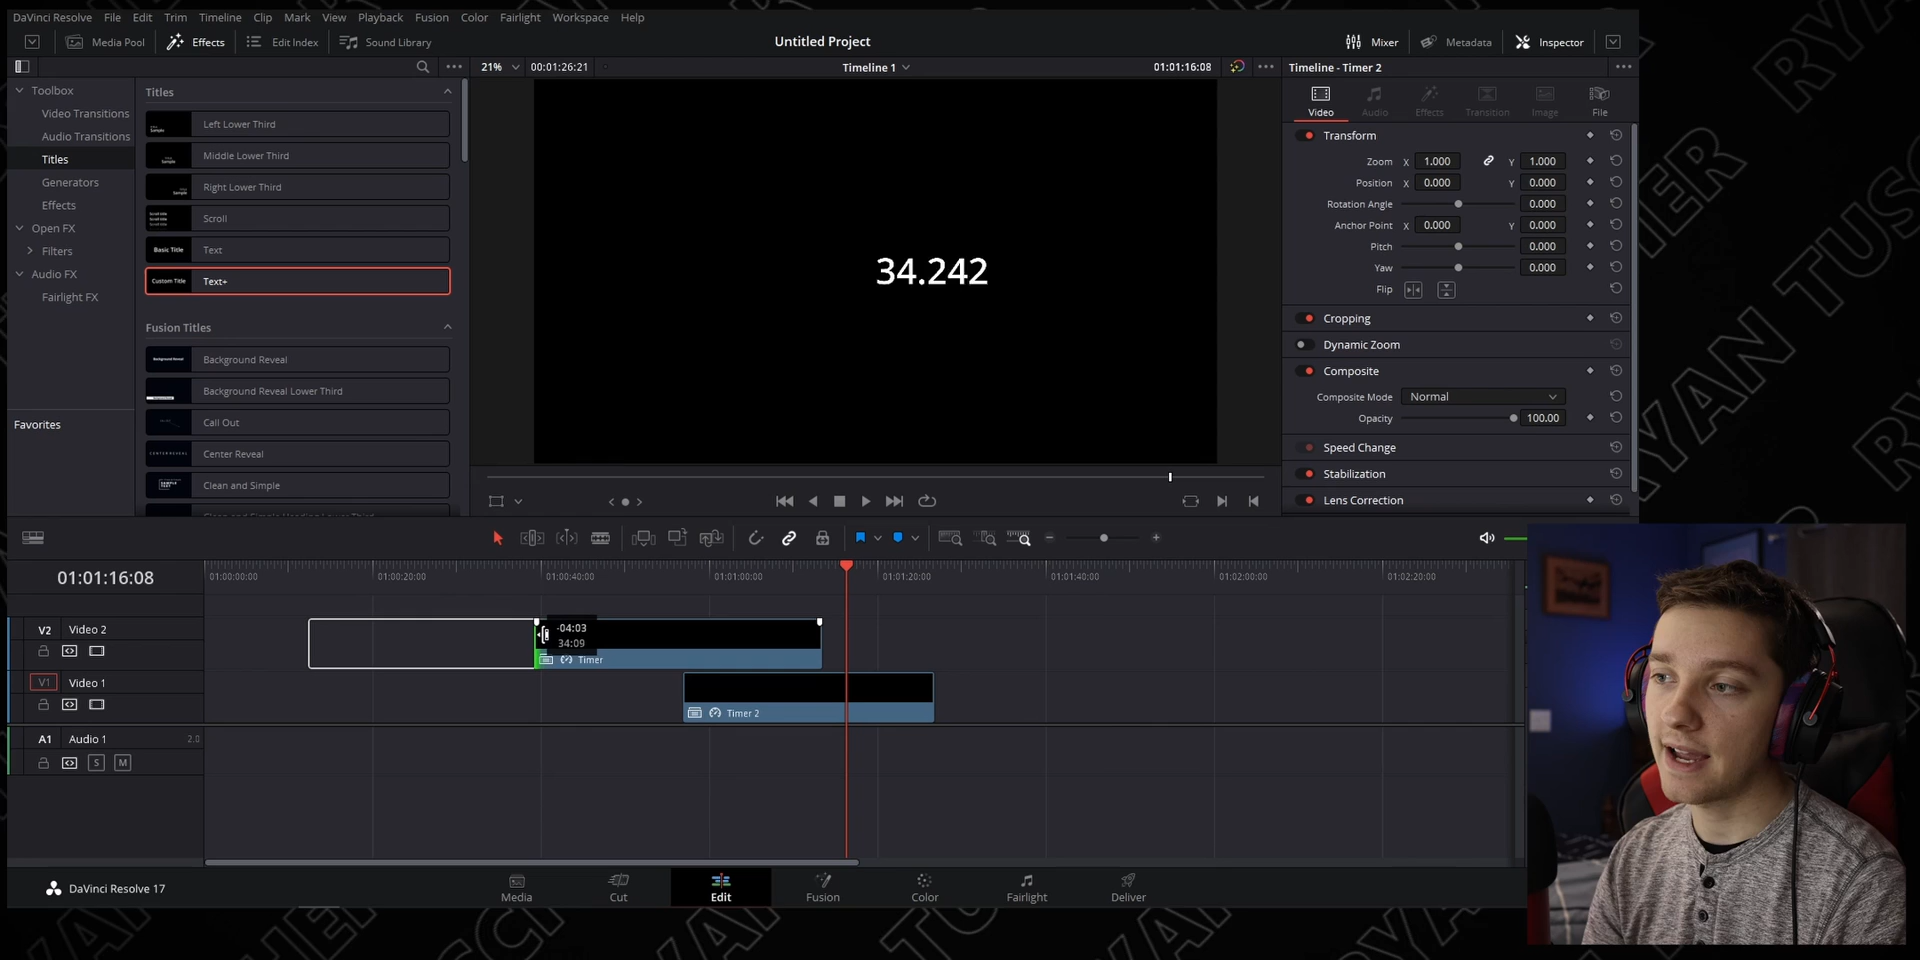 DaVinci Resolve File Edit Trim Timeline Clip Mark View Playback Fusion Color Fairlight Workspace Help
Media Pool Effects Edit Index Sound Library Untitled Project Mixer Metadata Inspector
21% 00:01:26:21 Timeline 1 01:01:16:08 Timeline - Timer 2
Toolbox
Video Transitions
Audio Transitions
Titles
Generators
Effects
Open FX
Filters
Audio FX
Fairlight FX
Favorites
Titles
Left Lower Third
Middle Lower Third
Right Lower Third
Scroll
Basic Title Text
Custom Title Text+
Fusion Titles
Background Reveal
Background Reveal Lower Third
Call Out
CENTER REVEAL Center Reveal
Clean and Simple
Clean and Simple Heading Lower Third
34.242
Video Audio Effects Transition Image File
Transform
Zoom X 1.000 Y 1.000
Position X 0.000 Y 0.000
Rotation Angle 0.000
Anchor Point X 0.000 Y 0.000
Pitch 0.000
Yaw 0.000
Flip
Cropping
Dynamic Zoom
Composite
Composite Mode Normal
Opacity 100.00
Speed Change
Stabilization
Lens Correction
01:01:16:08
01:00:00:00 01:00:20:00 01:00:40:00 01:01:00:00 01:01:20:00 01:01:40:00 01:02:00:00 01:02:20:00
V2 Video 2
-04:03
34:09
Timer
V1 Video 1
Timer 2
A1 Audio 1 2.0
S M
DaVinci Resolve 17
Media Cut Edit Fusion Color Fairlight Deliver
RYAN TUSC